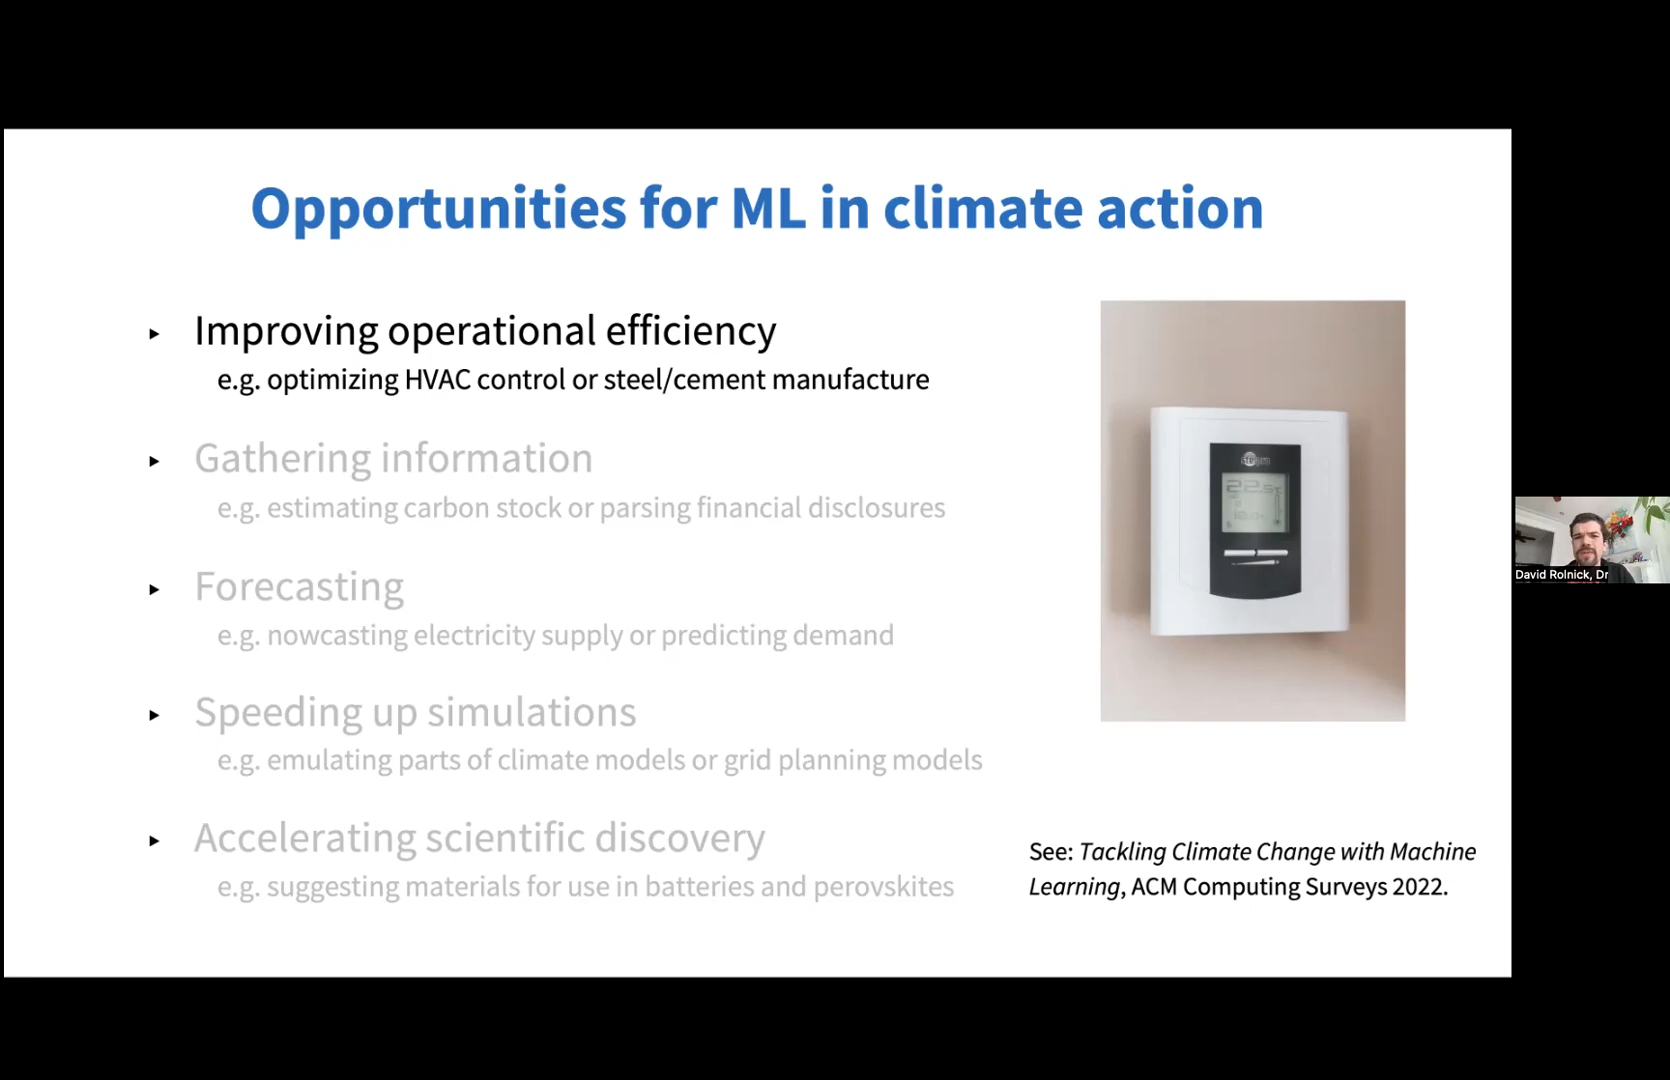 Opportunities for ML in climate action
▸ Improving operational efficiency
e.g. optimizing HVAC control or steel/cement manufacture
▸ Gathering information
e.g. estimating carbon stock or parsing financial disclosures
▸ Forecasting
e.g. nowcasting electricity supply or predicting demand
▸ Speeding up simulations
e.g. emulating parts of climate models or grid planning models
▸ Accelerating scientific discovery
e.g. suggesting materials for use in batteries and perovskites
22.5
See: Tackling Climate Change with Machine
Learning, ACM Computing Surveys 2022.
David Rolnick, Dr